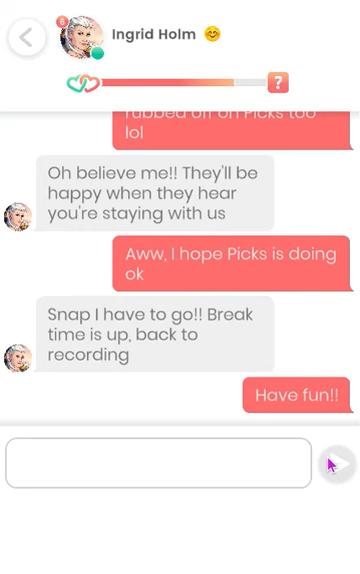 6
Ingrid Holm
?
rubbed off on Picks too
lol
Oh believe me!! They'll be
happy when they hear
you're staying with us
Aww, I hope Picks is doing
ok
Snap I have to go!! Break
time is up, back to
recording
Have fun!!